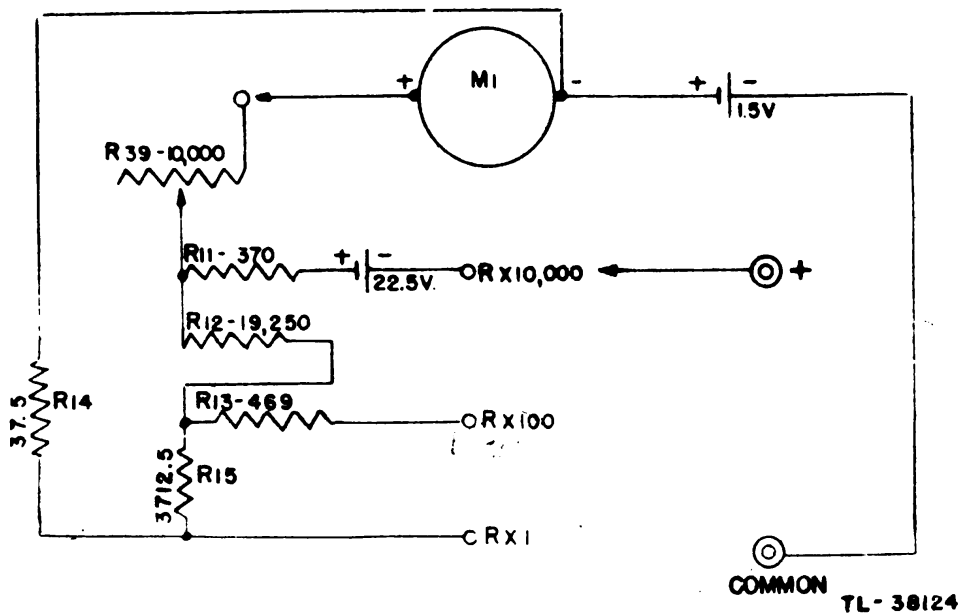 M1
+
-
+ -
1.5V
R39-10,000
R11-370
+ -
22.5V.
RX10,000
+
R12-19,250
R13-469
RX100
R14
37.5
R15
3712.5
RX1
COMMON
TL-38124